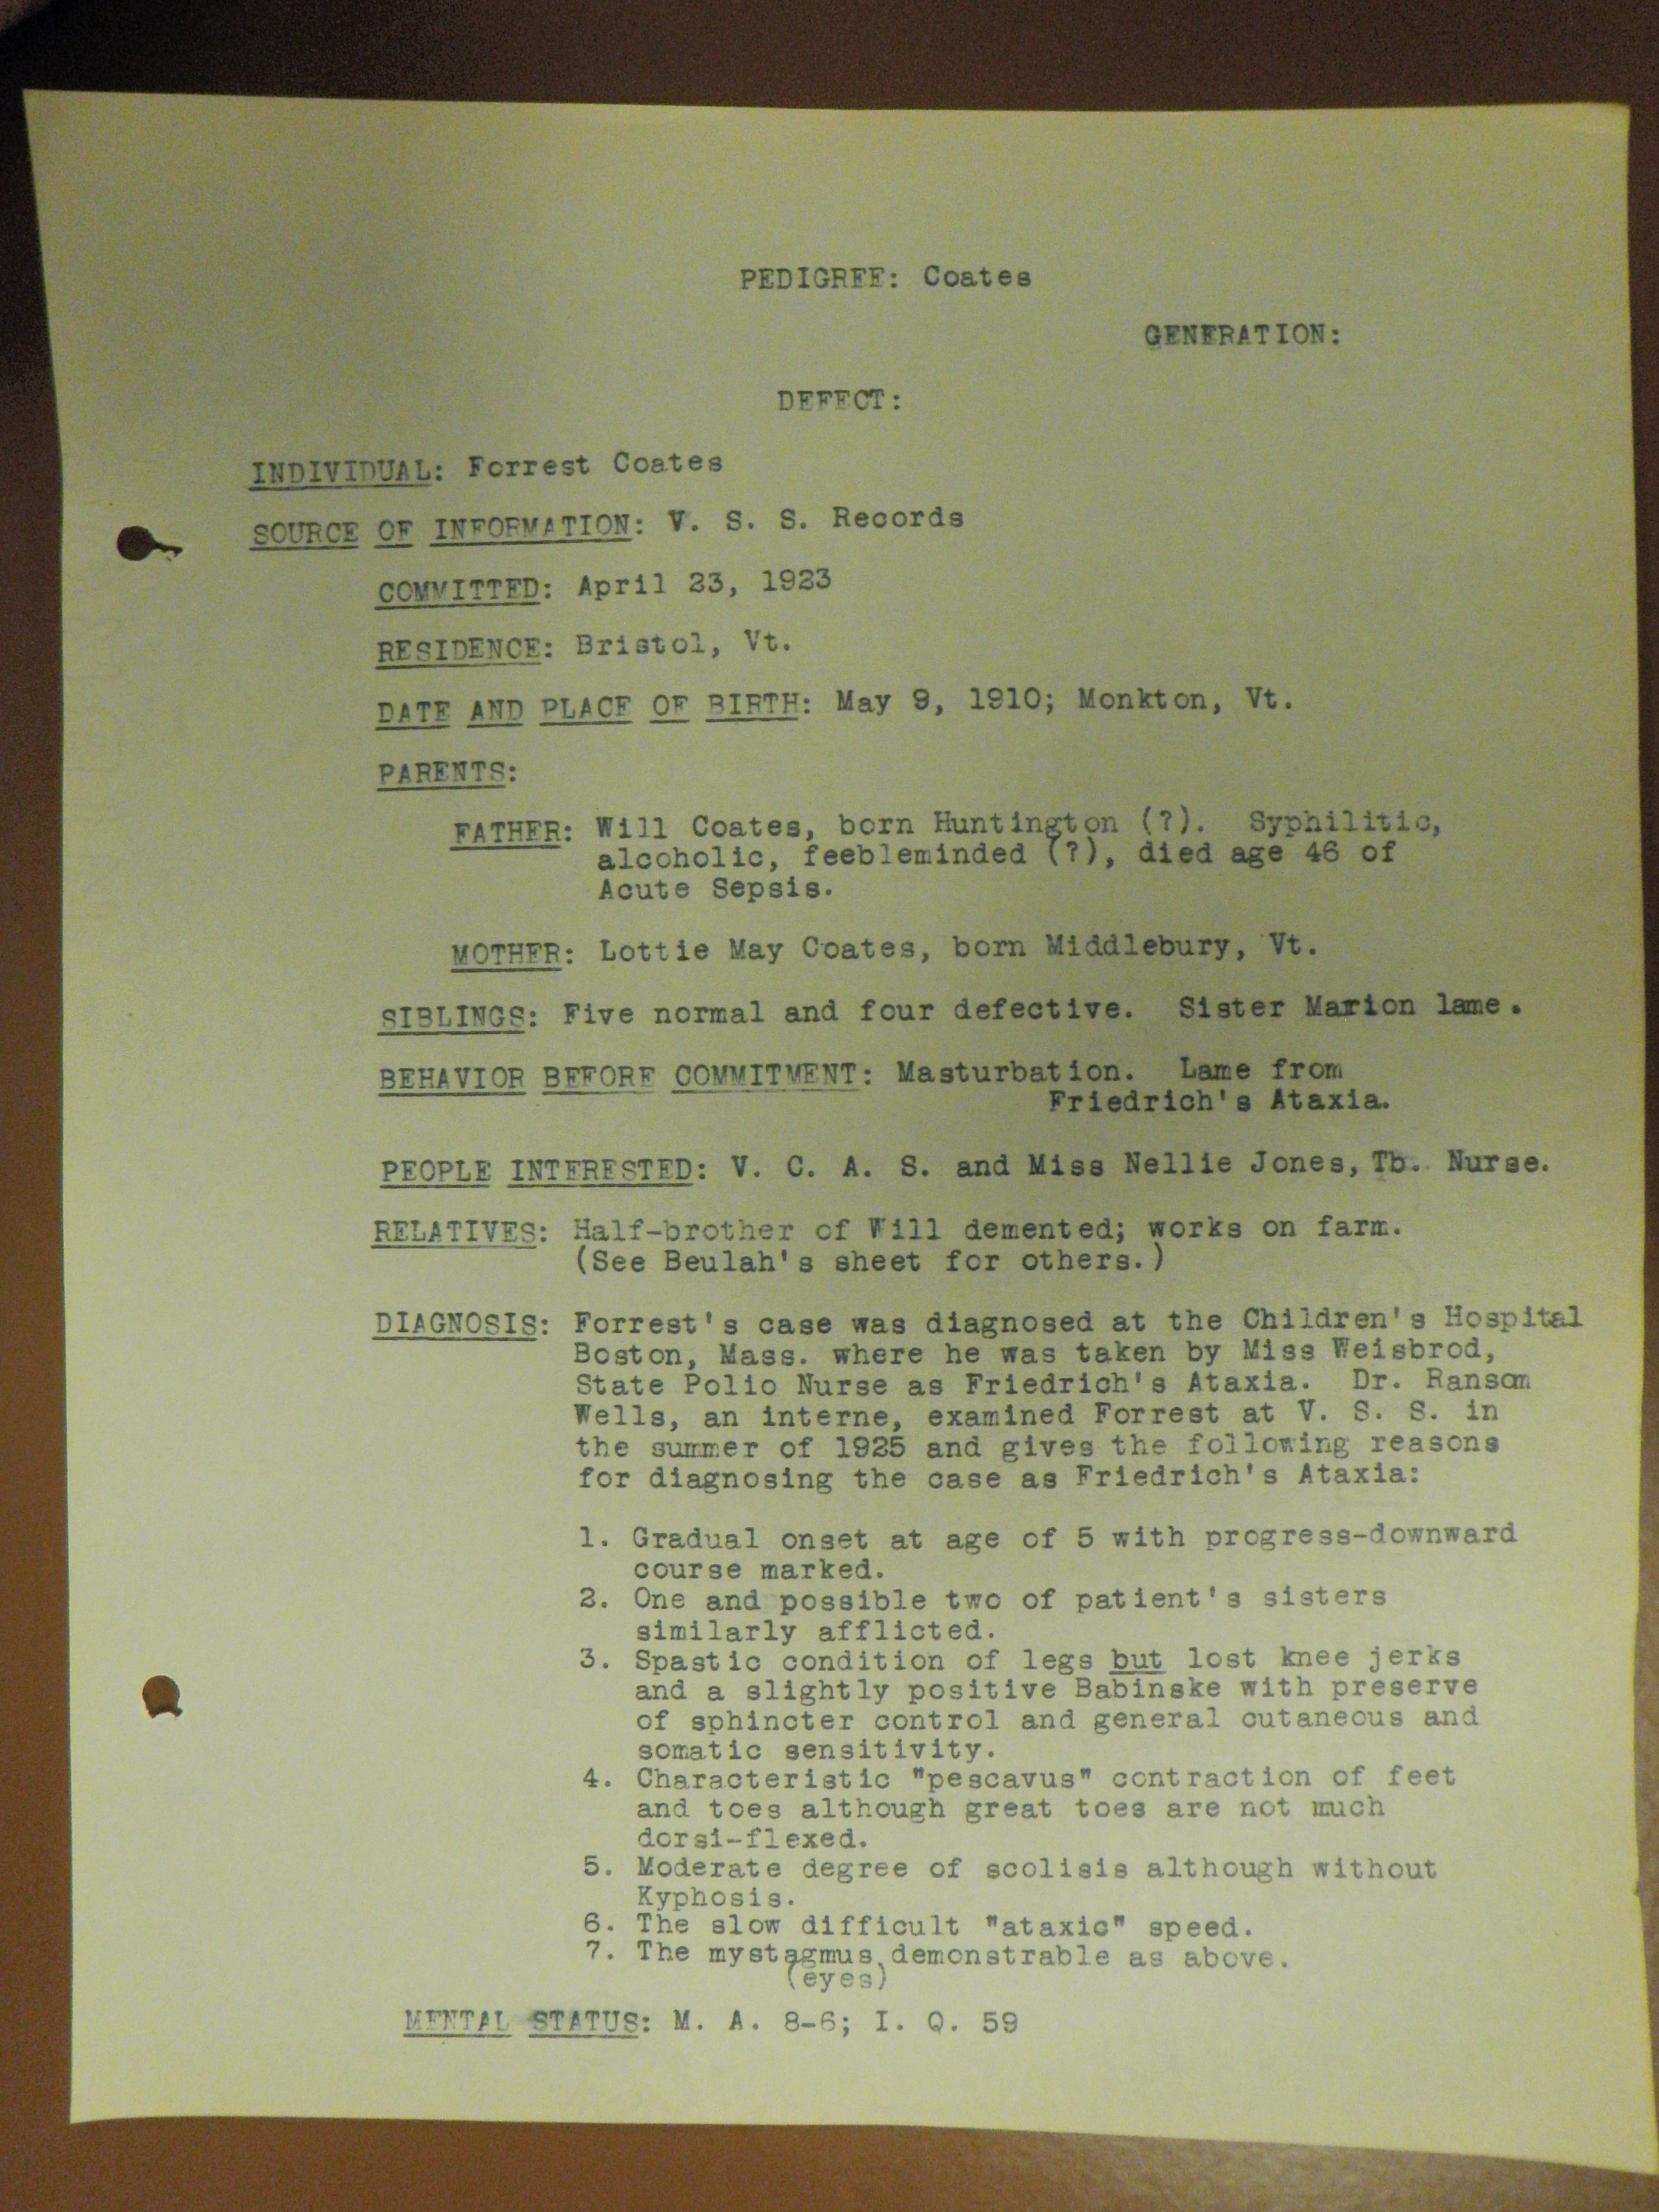 PEDIGREE: Coates
GENERATION:
DEFECT:
INDIVIDUAL: Forrest Coates
SOURCE OF INFORMATION: V. S. S. Records
COMMITTED: April 23, 1923
RESIDENCE: Bristol, Vt.
DATE AND PLACE OF BIRTH: May 9, 1910; Monkton, Vt.
PARENTS:
FATHER: Will Coates, born Huntington (?). Syphilitic,
alcoholic, feebleminded (?), died age 46 of
Acute Sepsis.
MOTHER: Lottie May Coates, born Middlebury, Vt.
SIBLINGS: Five normal and four defective. Sister Marion lame.
BEHAVIOR BEFORE COMMITMENT: Masturbation. Lame from
Friedrich's Ataxia.
PEOPLE INTERESTED: V. C. A. S. and Miss Nellie Jones, Tb. Nurse.
RELATIVES: Half-brother of Will demented; works on farm.
(See Beulah's sheet for others.)
DIAGNOSIS: Forrest's case was diagnosed at the Children's Hospital
Boston, Mass. where he was taken by Miss Weisbrod,
State Polio Nurse as Friedrich's Ataxia. Dr. Ransom
Wells, an interne, examined Forrest at V. S. S. in
the summer of 1925 and gives the following reasons
for diagnosing the case as Friedrich's Ataxia:
1. Gradual onset at age of 5 with progress-downward
course marked.
2. One and possible two of patient's sisters
similarly afflicted.
3. Spastic condition of legs but lost knee jerks
and a slightly positive Babinske with preserve
of sphincter control and general cutaneous and
somatic sensitivity.
4. Characteristic "pescavus" contraction of feet
and toes although great toes are not much
dorsi-flexed.
5. Moderate degree of scolisis although without
Kyphosis.
6. The slow difficult "ataxic" speed.
7. The mystagmus demonstrable as above.
(eyes)
MENTAL STATUS: M. A. 8-6; I. Q. 59